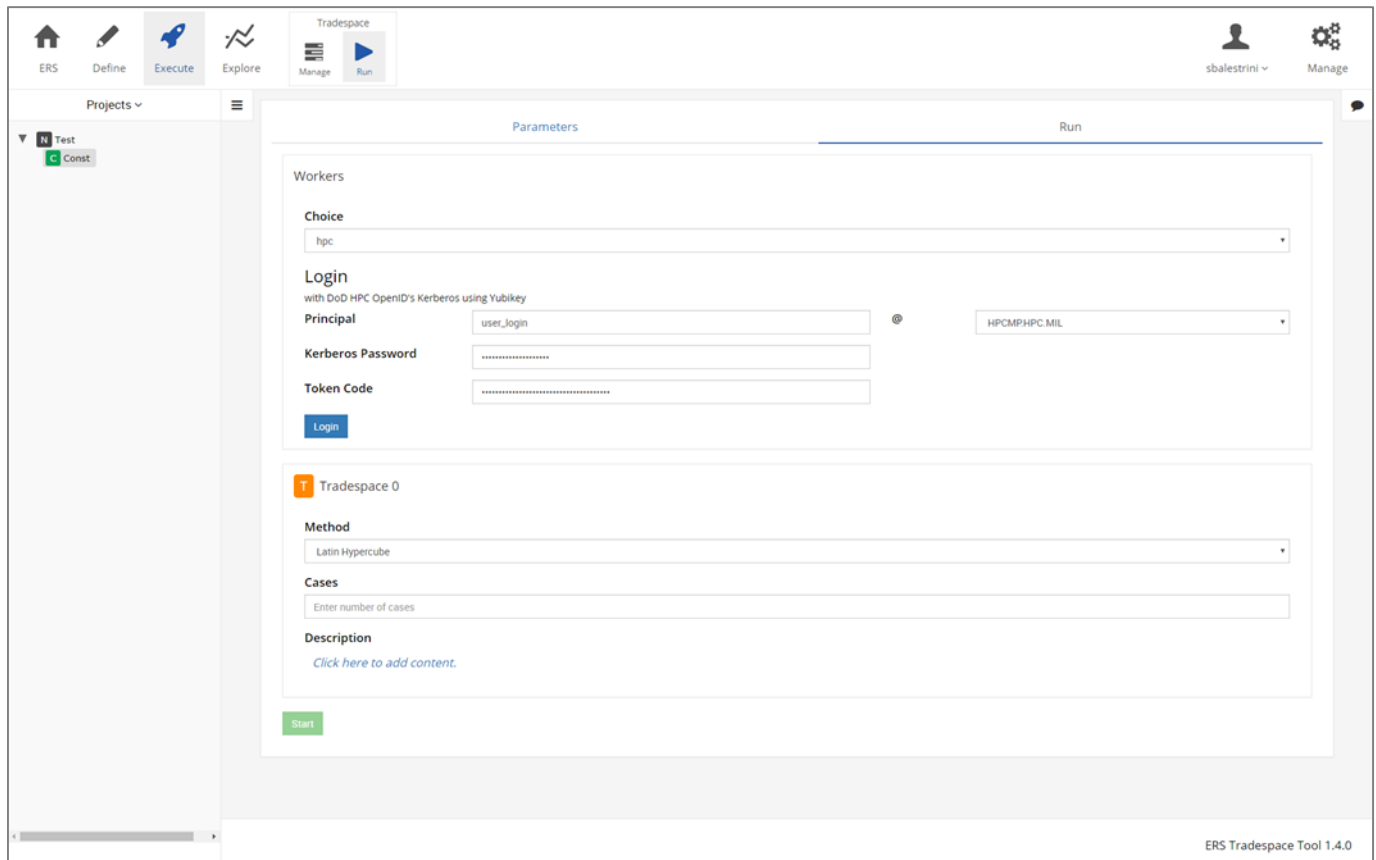 Tradespace
ERS Define Execute Explore Manage Run sbalestrini Manage
Projects
Parameters Run
N Test
C Const
Workers
Choice
hpc
Login
with DoD HPC OpenID's Kerberos using Yubikey
Principal user_login @ HPCMP.HPC.MIL
Kerberos Password ••••••••••••••••••••
Token Code ••••••••••••••••••••••••••••••••••••••
Login
T Tradespace 0
Method
Latin Hypercube
Cases
Enter number of cases
Description
Click here to add content.
Start
ERS Tradespace Tool 1.4.0